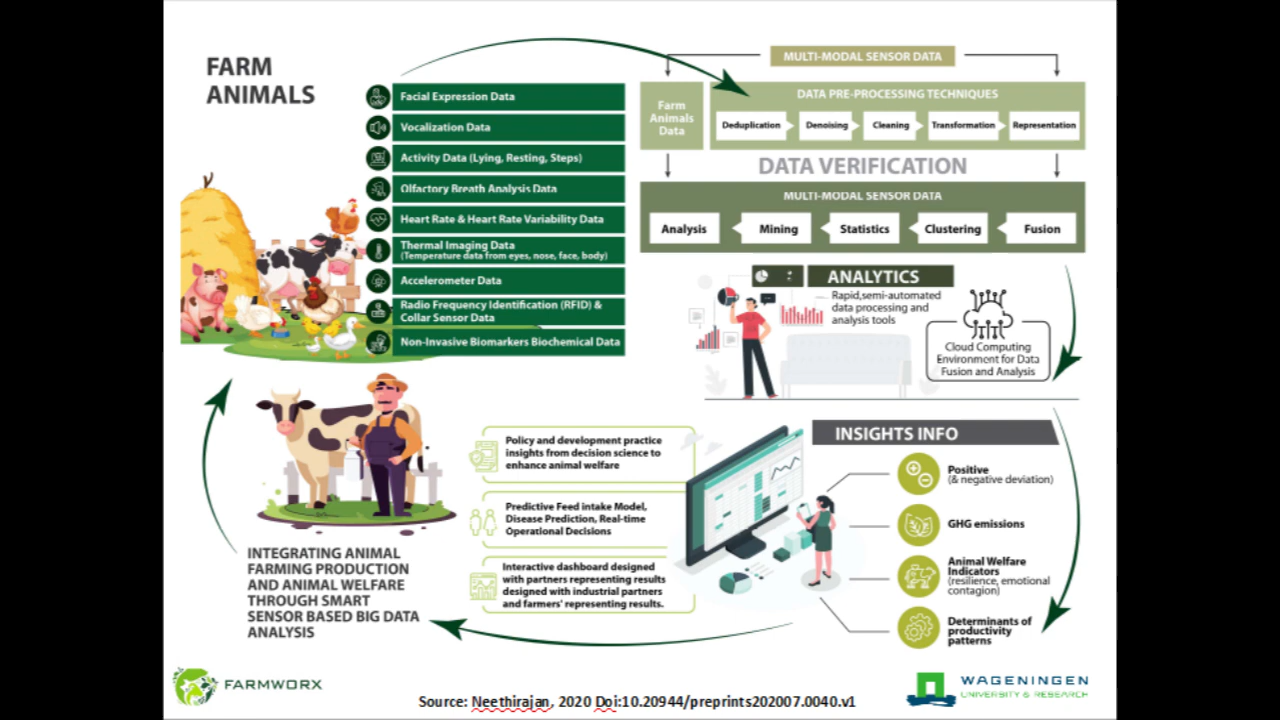 FARM
ANIMALS
Facial Expression Data
Vocalization Data
Activity Data (Lying, Resting, Steps)
Olfactory Breath Analysis Data
Heart Rate & Heart Rate Variability Data
Thermal Imaging Data
(Temperature data from eyes, nose, face, body)
Accelerometer Data
Radio Frequency Identification (RFID) &
Collar Sensor Data
Non-Invasive Biomarkers Biochemical Data
MULTI-MODAL SENSOR DATA
Farm
Animals
Data
DATA PRE-PROCESSING TECHNIQUES
Deduplication
Denoising
Cleaning
Transformation
Representation
DATA VERIFICATION
MULTI-MODAL SENSOR DATA
Analysis
Mining
Statistics
Clustering
Fusion
ANALYTICS
Rapid,semi-automated
data processing and
analysis tools
Cloud Computing
Environment for Data
Fusion and Analysis
INSIGHTS INFO
Positive
(& negative deviation)
GHG emissions
Animal Welfare
Indicators
(resilience, emotional
contagion)
Determinants of
productivity
patterns
Policy and development practice
insights from decision science to
enhance animal welfare
Predictive Feed intake Model,
Disease Prediction, Real-time
Operational Decisions
Interactive dashboard designed
with partners representing results
designed with industrial partners
and farmers' representing results.
INTEGRATING ANIMAL
FARMING PRODUCTION
AND ANIMAL WELFARE
THROUGH SMART
SENSOR BASED BIG DATA
ANALYSIS
FARMWORX
Source: Neethirajan, 2020 Doi:10.20944/preprints202007.0040.v1
WAGENINGEN
UNIVERSITY & RESEARCH